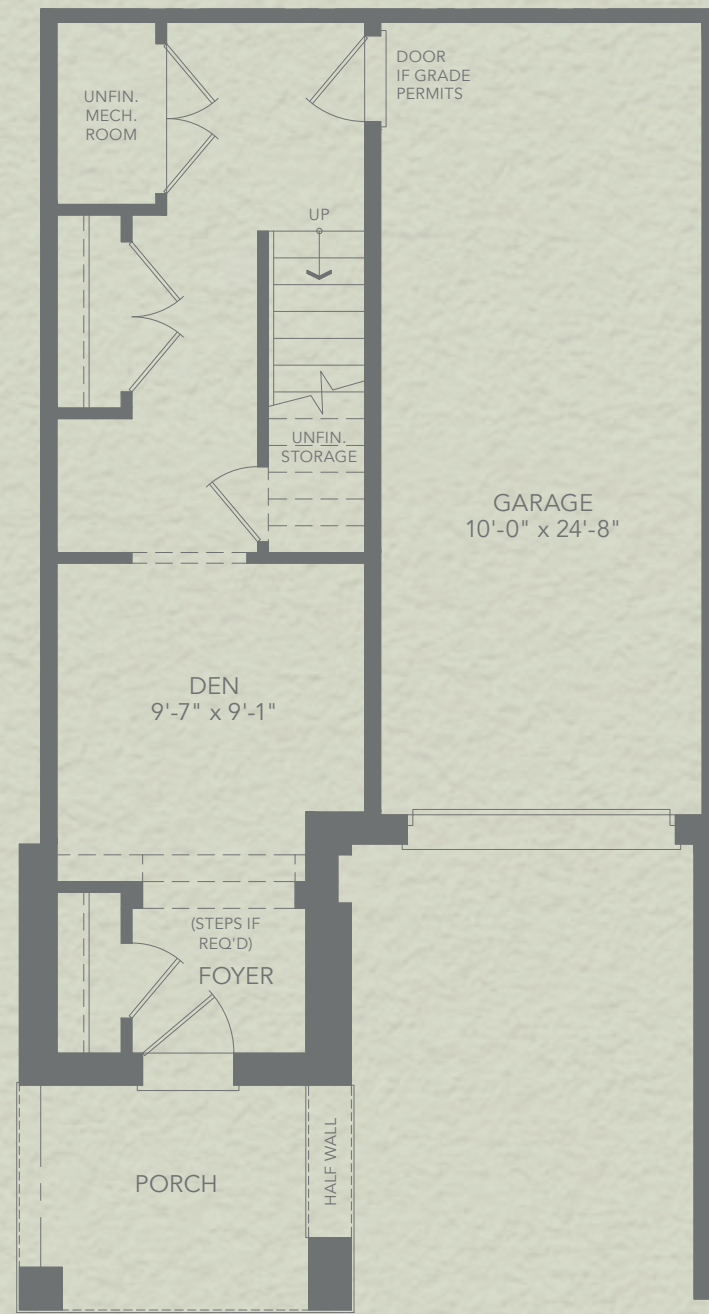 DOOR
IF GRADE
PERMITS
UNFIN.
MECH.
ROOM
UP
UNFIN.
STORAGE
GARAGE
10'-0" x 24'-8"
DEN
9'-7" x 9'-1"
(STEPS IF
REQ'D)
FOYER
PORCH
HALF WALL